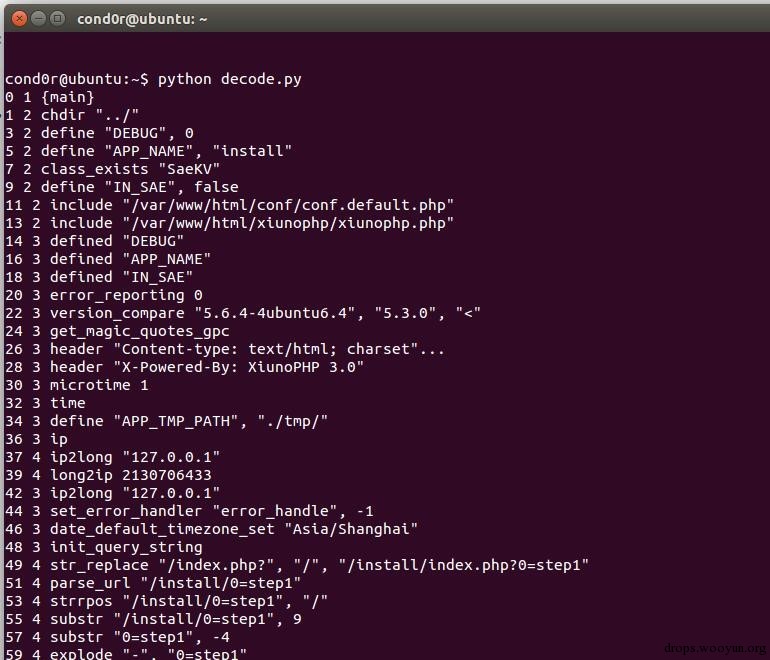 cond0r@ubuntu: ~
cond0r@ubuntu:~$ python decode.py
0 1 {main}
1 2 chdir "../"
3 2 define "DEBUG", 0
5 2 define "APP_NAME", "install"
7 2 class_exists "SaeKV"
9 2 define "IN_SAE", false
11 2 include "/var/www/html/conf/conf.default.php"
13 2 include "/var/www/html/xiunophp/xiunophp.php"
14 3 defined "DEBUG"
16 3 defined "APP_NAME"
18 3 defined "IN_SAE"
20 3 error_reporting 0
22 3 version_compare "5.6.4-4ubuntu6.4", "5.3.0", "<"
24 3 get_magic_quotes_gpc
26 3 header "Content-type: text/html; charset"...
28 3 header "X-Powered-By: XiunoPHP 3.0"
30 3 microtime 1
32 3 time
34 3 define "APP_TMP_PATH", "./tmp/"
36 3 ip
37 4 ip2long "127.0.0.1"
39 4 long2ip 2130706433
42 3 ip2long "127.0.0.1"
44 3 set_error_handler "error_handle", -1
46 3 date_default_timezone_set "Asia/Shanghai"
48 3 init_query_string
49 4 str_replace "/index.php?", "/", "/install/index.php?0=step1"
51 4 parse_url "/install/0=step1"
53 4 strrpos "/install/0=step1", "/"
55 4 substr "/install/0=step1", 9
57 4 substr "0=step1", -4
59 4 explode "-", "0=step1"
drops.wooyun.org